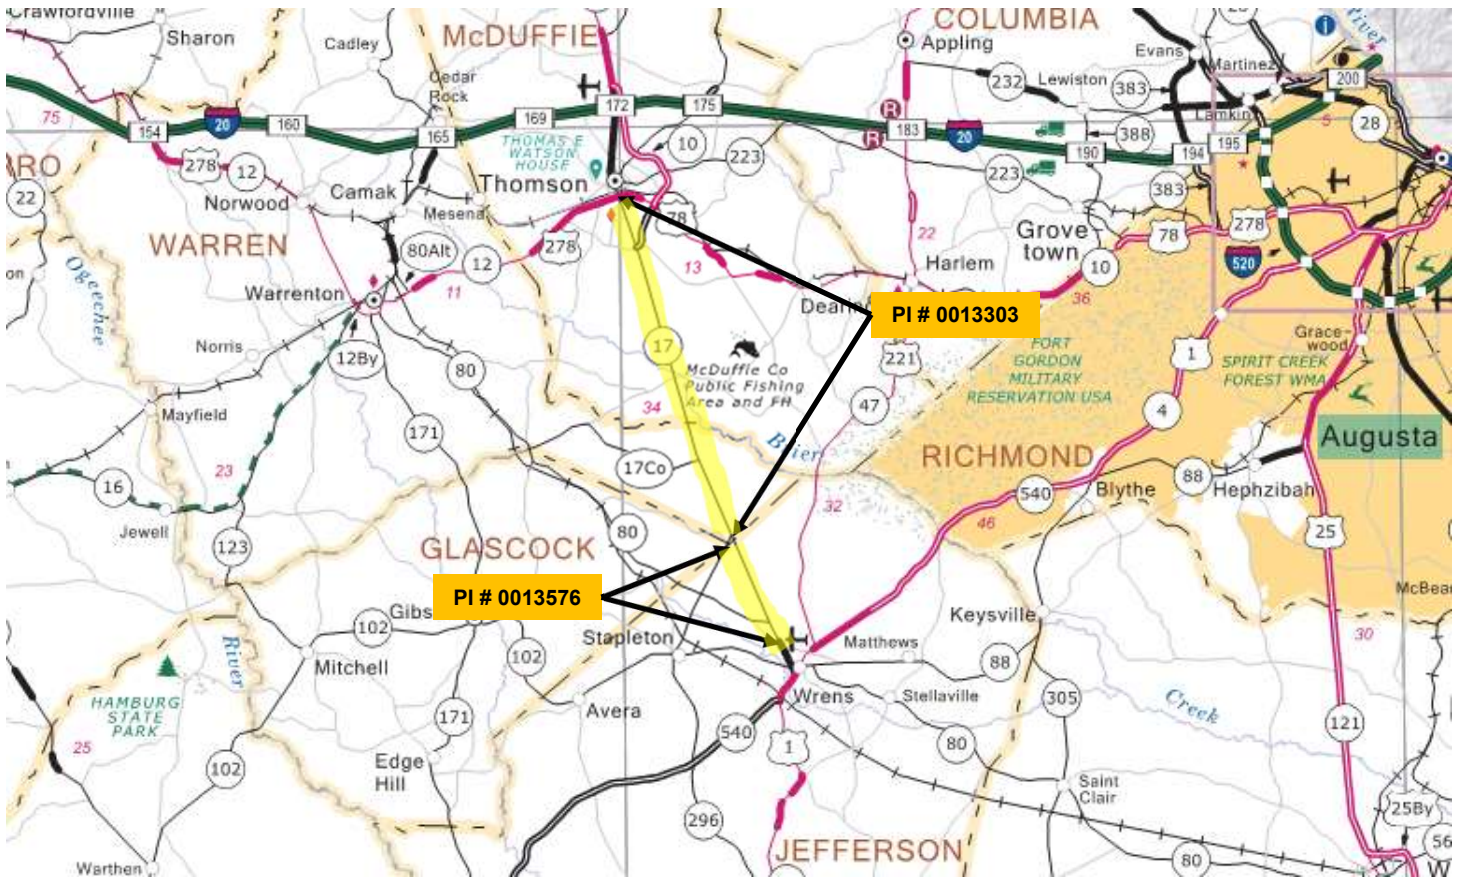 Crawfordville
Sharon
Cadley
McDUFFIE
COLUMBIA
Appling
Evans
Martinez
River
Cedar
Rock
232
Lewiston
383
200
172
175
169
160
154
20
165
183
20
388
190
194
195
Lamkin
5
28
75
278
12
THOMAS E
WATSON
HOUSE
10
223
223
383
22
Norwood
Camak
Mesena
Thomson
78
78
278
Grove-
town
WARREN
80Alt
12
278
13
22
Harlem
10
520
Ogeechee
Warrenton
11
36
Dearing
PI # 0013303
Norris
12By
17
McDuffie Co
Public Fishing
Area and FH
221
FORT
GORDON
MILITARY
RESERVATION USA
1
Grace-
wood
SPIRIT CREEK
FOREST WMA
80
Mayfield
34
47
4
171
Brier
Augusta
RICHMOND
17Co
23
16
88
Hephzibah
540
Blythe
Jewell
32
46
80
25
123
GLASCOCK
PI # 0013576
102
Gibs
Stapleton
Matthews
Keysville
McBea
30
Mitchell
102
88
River
HAMBURG
STATE
PARK
Wrens
Stellaville
305
Creek
Avera
171
540
1
80
121
25
Edge
Hill
102
Saint
Clair
296
25By
56
JEFFERSON
80
Warthen
W